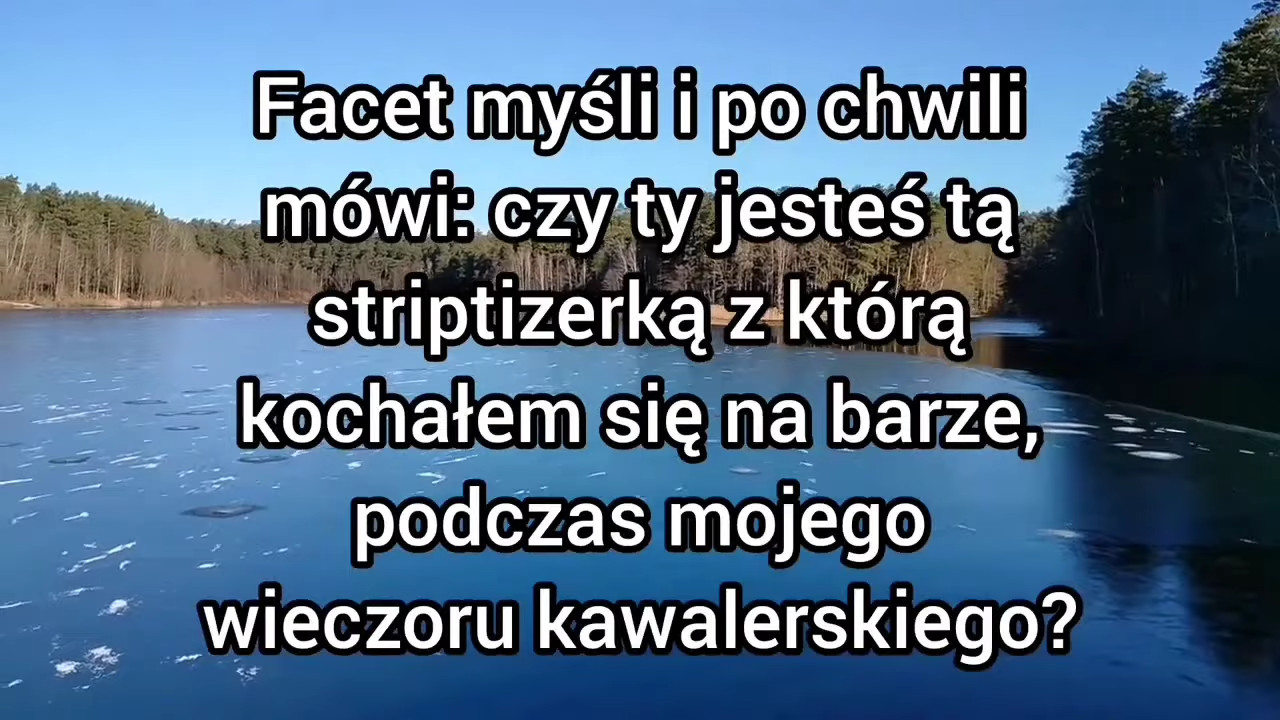 Facet myśli i po chwili
mówi: czy ty jesteś tą
striptizerką z którą
kochałem się na barze,
podczas mojego
wieczoru kawalerskiego?